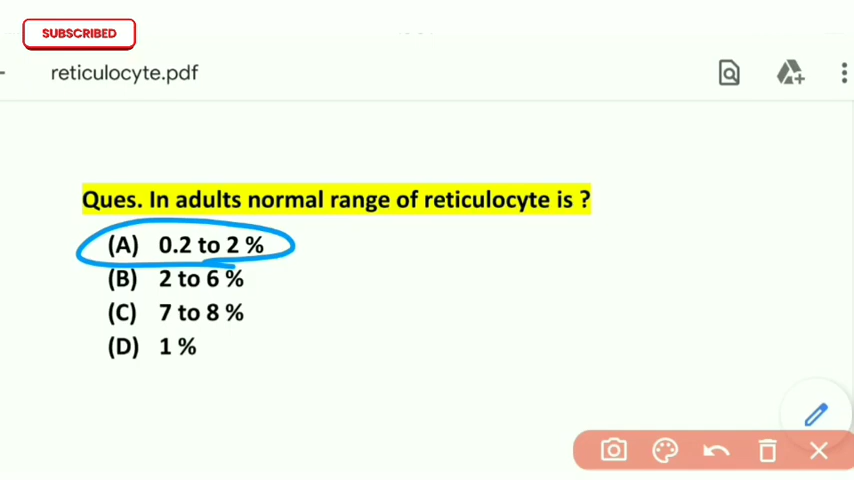 SUBSCRIBED
reticulocyte.pdf
Ques. In adults normal range of reticulocyte is ?
(A) 0.2 to 2 %
(B) 2 to 6 %
(C) 7 to 8 %
(D) 1 %